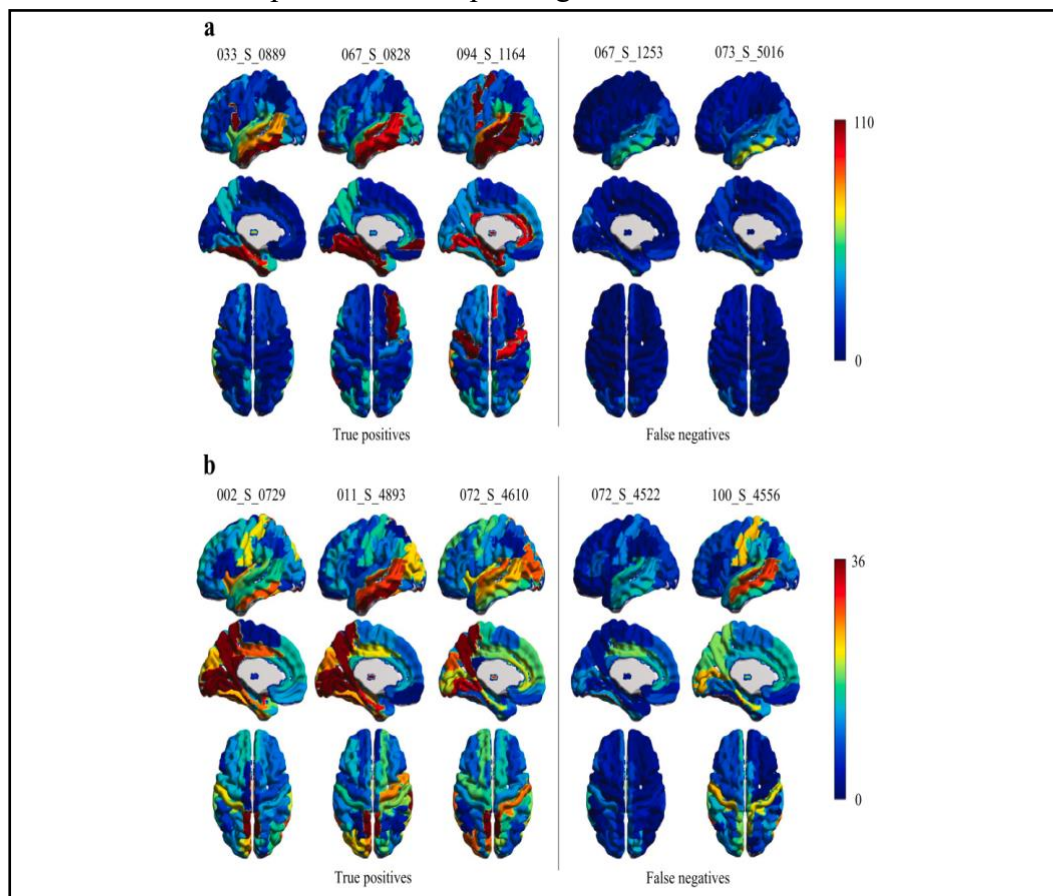 a
033_S_0889 067_S_0828 094_S_1164 067_S_1253 073_S_5016
110
0
True positives False negatives
b
002_S_0729 011_S_4893 072_S_4610 072_S_4522 100_S_4556
36
0
True positives False negatives